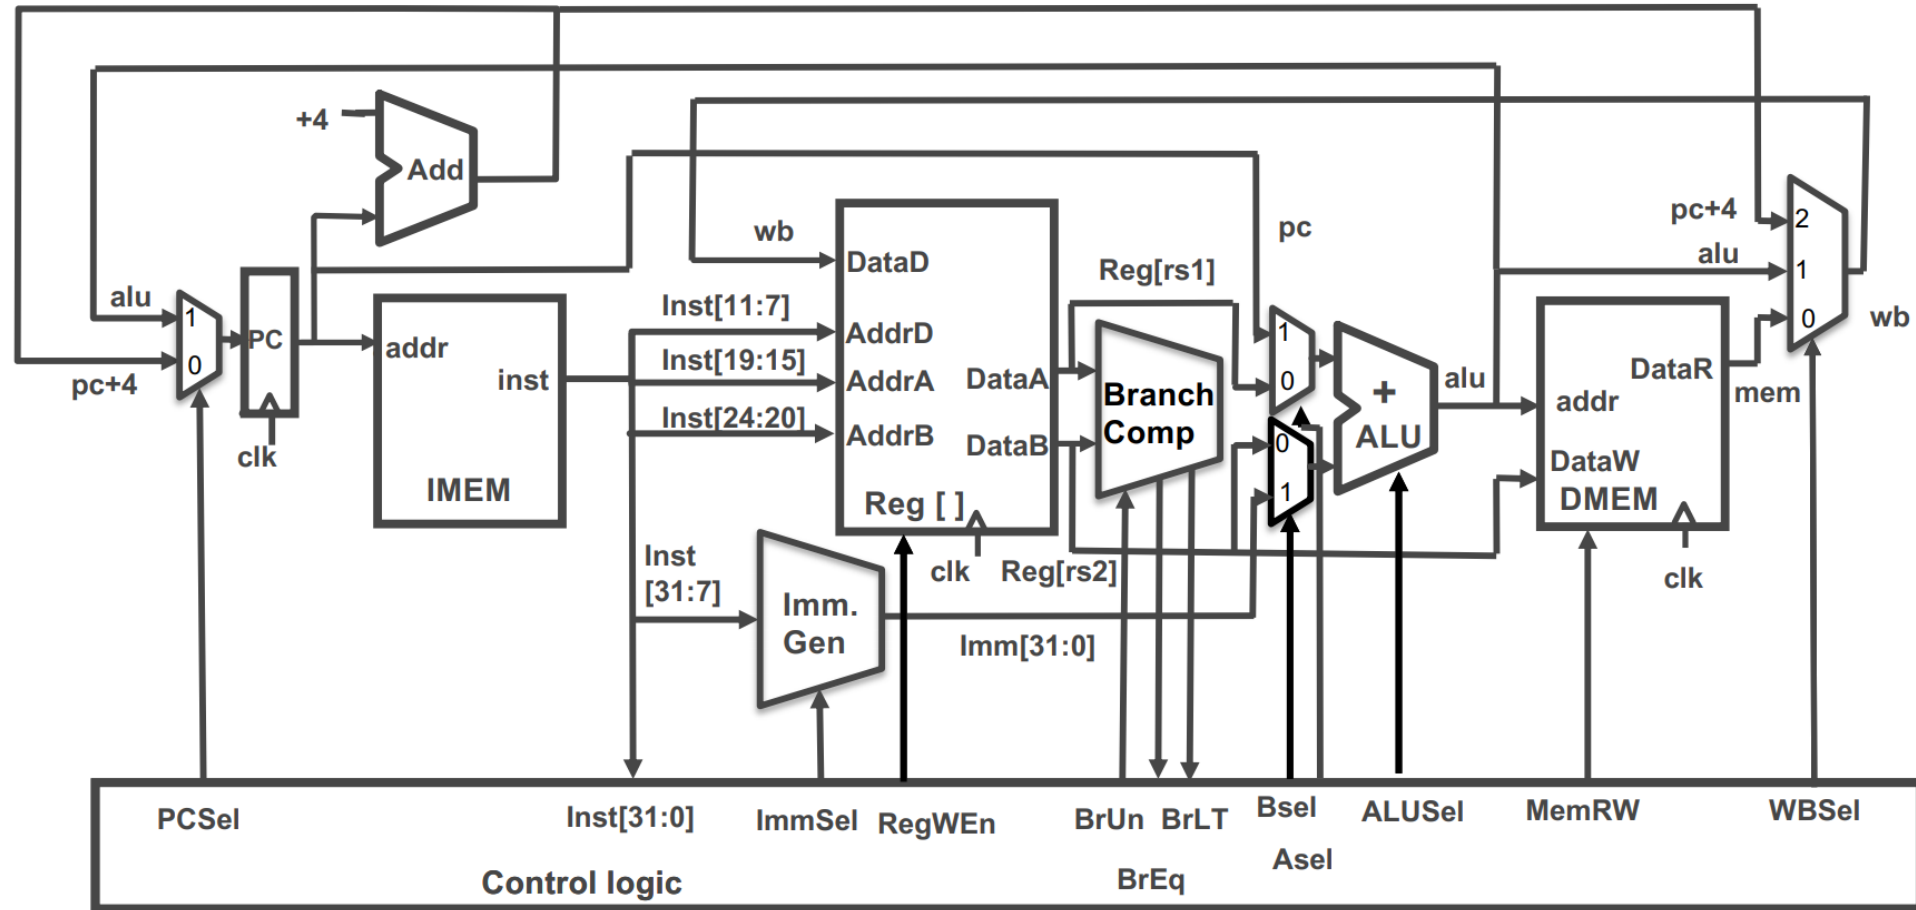 +4
Add
pc
pc+4
2
wb
DataD
Reg[rs1]
alu
1
alu
1
Inst[11:7]
0
wb
PC
addr
AddrD
1
0
pc+4
inst
Inst[19:15]
AddrA
DataA
Branch
Comp
0
+
ALU
alu
addr
DataR
mem
Inst[24:20]
AddrB
DataB
0
1
DataW
DMEM
clk
IMEM
Reg [ ]
clk
Reg[rs2]
clk
Inst
[31:7]
Imm.
Gen
Imm[31:0]
PCSel
Inst[31:0]
ImmSel
RegWEn
BrUn
BrLT
Bsel
ALUSel
MemRW
WBSel
Asel
BrEq
Control logic